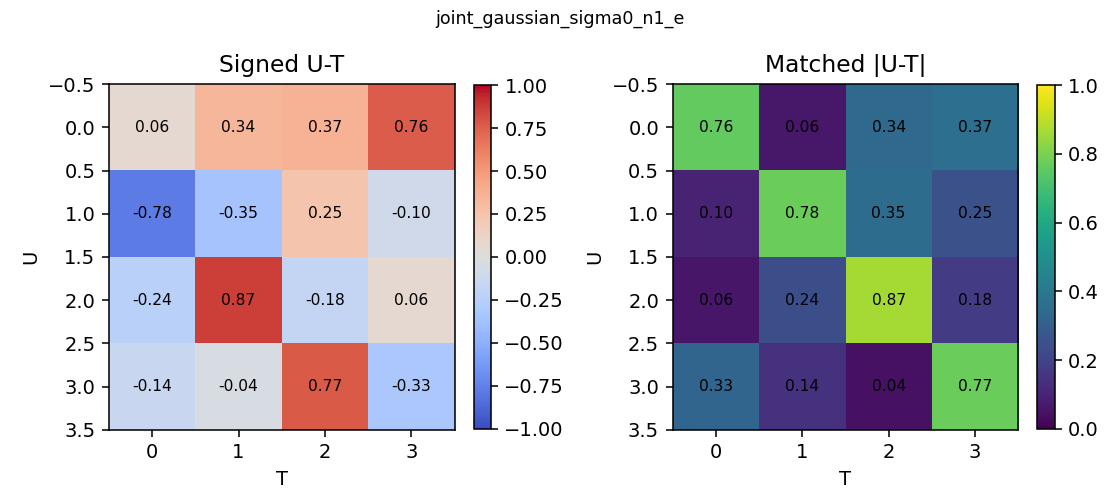 joint_gaussian_sigma0_n1_e
Signed U-T
−0.5
0.0
0.5
1.0
1.5
2.0
2.5
3.0
3.5
U
0.06 0.34 0.37 0.76
-0.78 -0.35 0.25 -0.10
-0.24 0.87 -0.18 0.06
-0.14 -0.04 0.77 -0.33
0 1 2 3
T
1.00
0.75
0.50
0.25
0.00
−0.25
−0.50
−0.75
−1.00
Matched |U-T|
−0.5
0.0
0.5
1.0
1.5
2.0
2.5
3.0
3.5
U
0.76 0.06 0.34 0.37
0.10 0.78 0.35 0.25
0.06 0.24 0.87 0.18
0.33 0.14 0.04 0.77
0 1 2 3
T
1.0
0.8
0.6
0.4
0.2
0.0